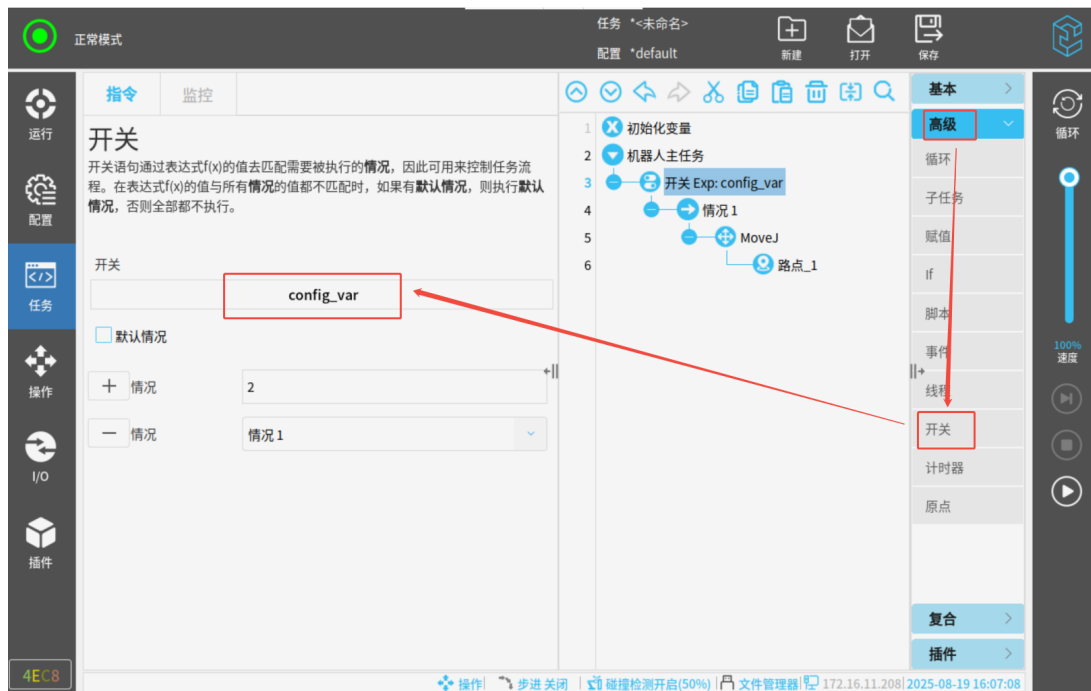 正常模式
任务 *<未命名>
配置 *default
新建
打开
保存
运行
配置
任务
操作
I/O
插件
4EC8
指令
监控
开关
开关语句通过表达式f(x)的值去匹配需要被执行的情况，因此可用来控制任务流
程。在表达式f(x)的值与所有情况的值都不匹配时，如果有默认情况，则执行默认
情况，否则全部都不执行。
开关
config_var
默认情况
+ 情况
2
— 情况
情况 1
1 初始化变量
2 机器人主任务
3 开关 Exp: config_var
4 情况 1
5 MoveJ
6 路点_1
基本
高级
循环
子任务
赋值
If
脚本
事件
线程
开关
计时器
原点
复合
插件
循环
100%
速度
操作
步进 关闭
碰撞检测开启(50%)
文件管理器
172.16.11.208
2025-08-19 16:07:08